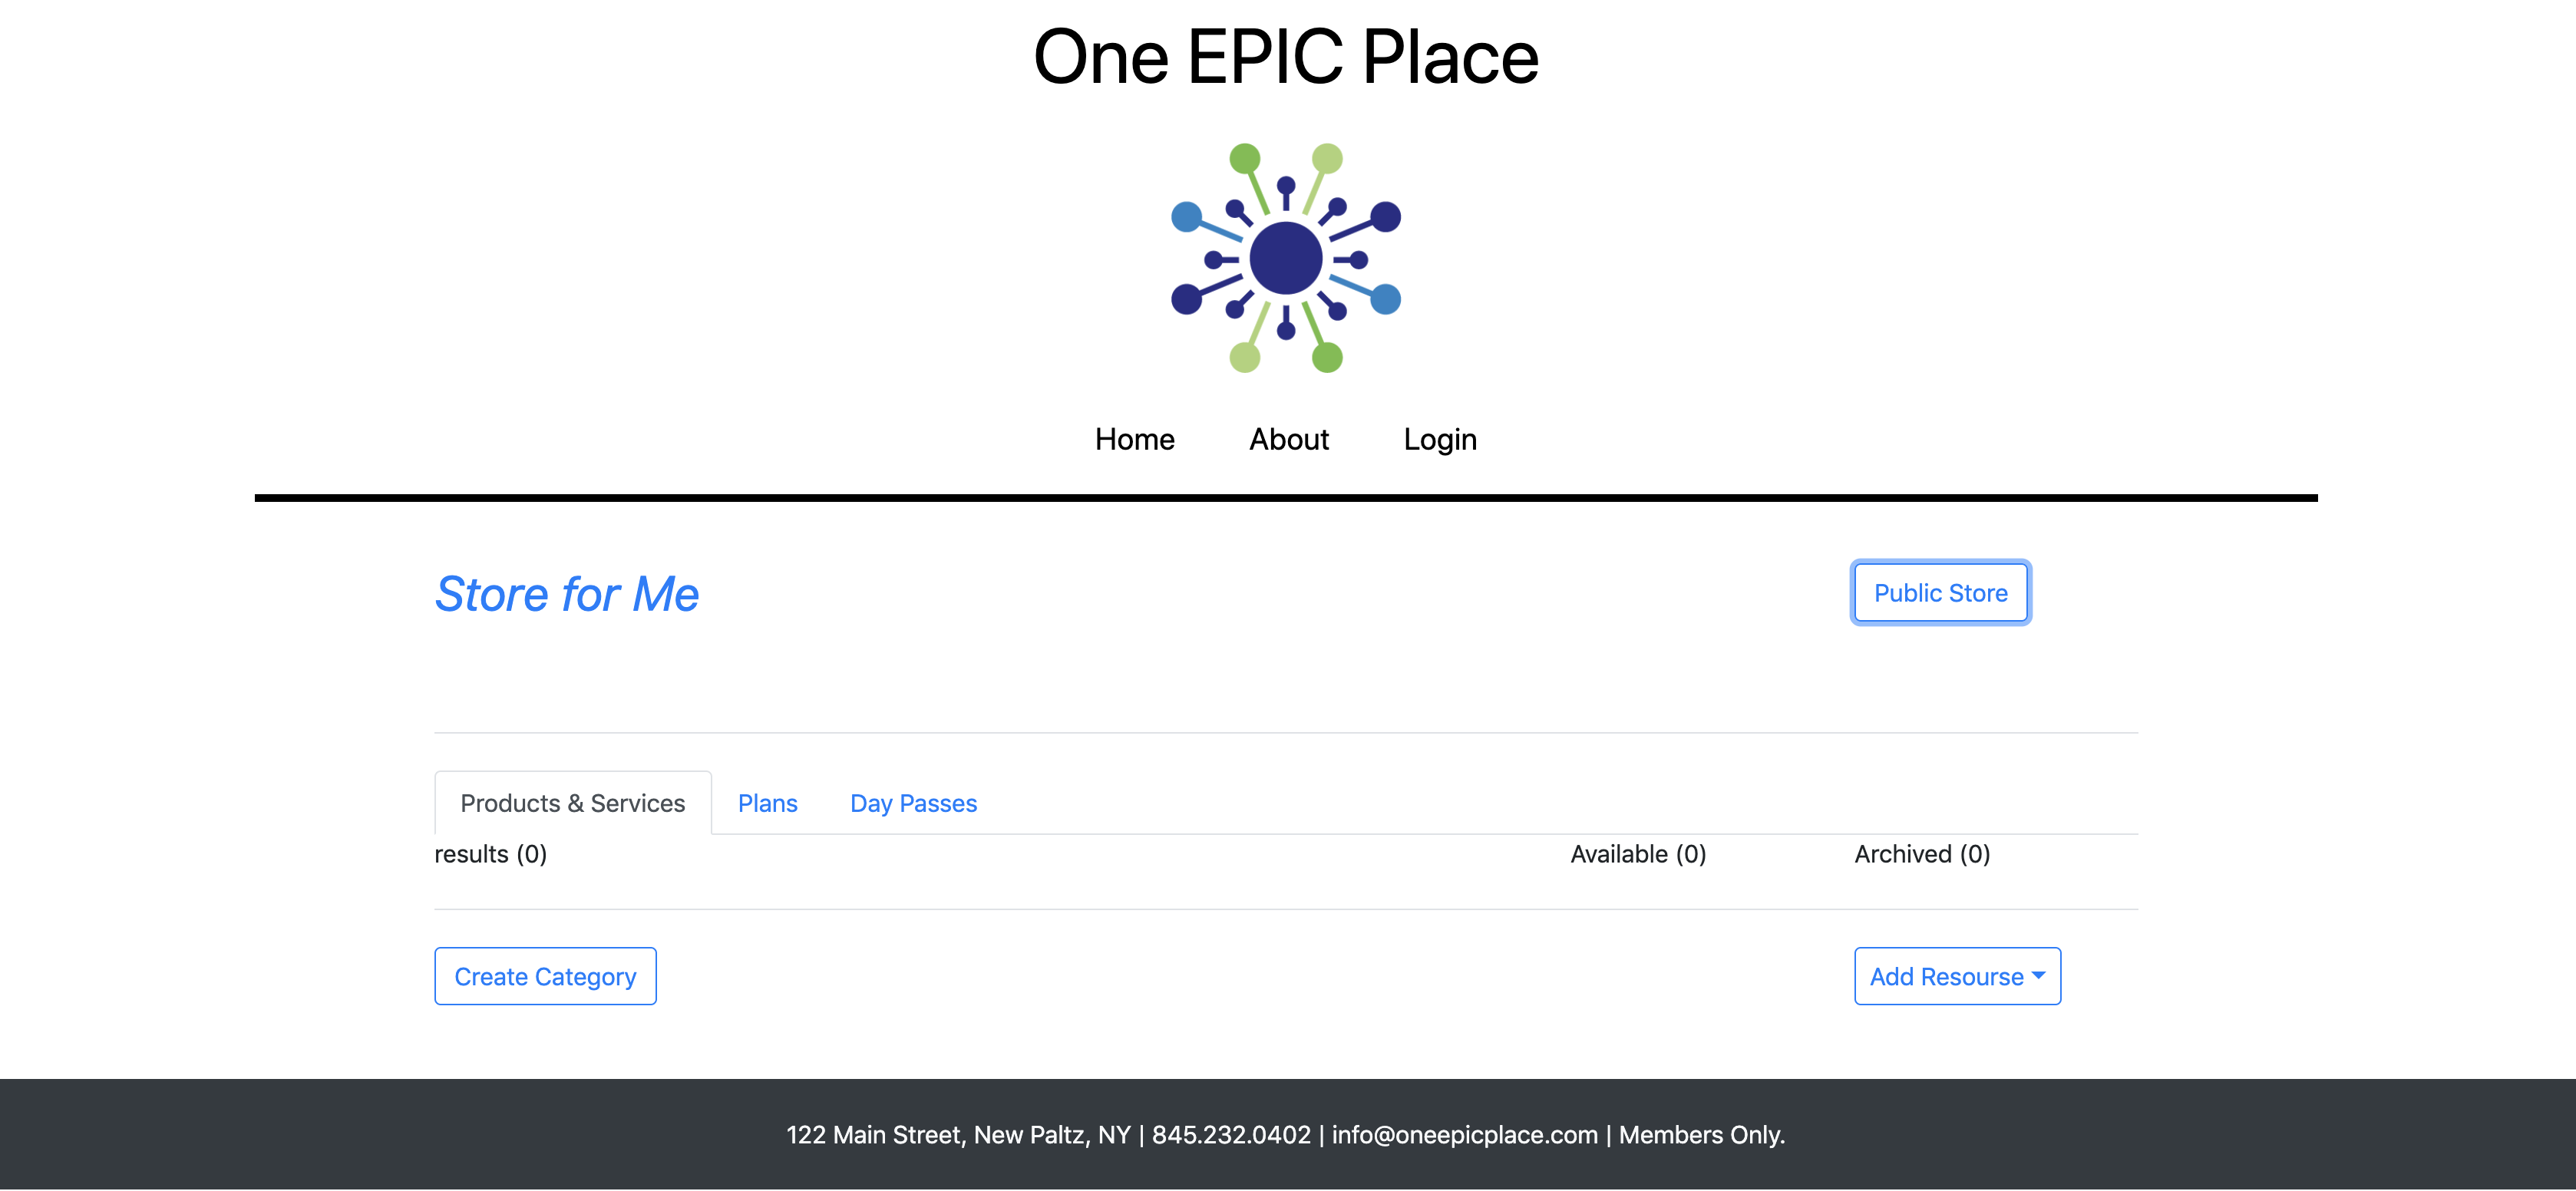 One EPIC Place
Home About Login
Store for Me Public Store
Products & Services Plans Day Passes
results (0) Available (0) Archived (0)
Create Category Add Resourse
122 Main Street, New Paltz, NY | 845.232.0402 | info@oneepicplace.com | Members Only.